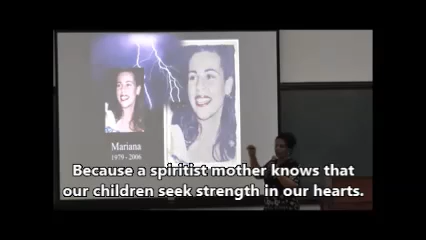 Mariana
1979 - 2006
Because a spiritist mother knows that
our children seek strength in our hearts.